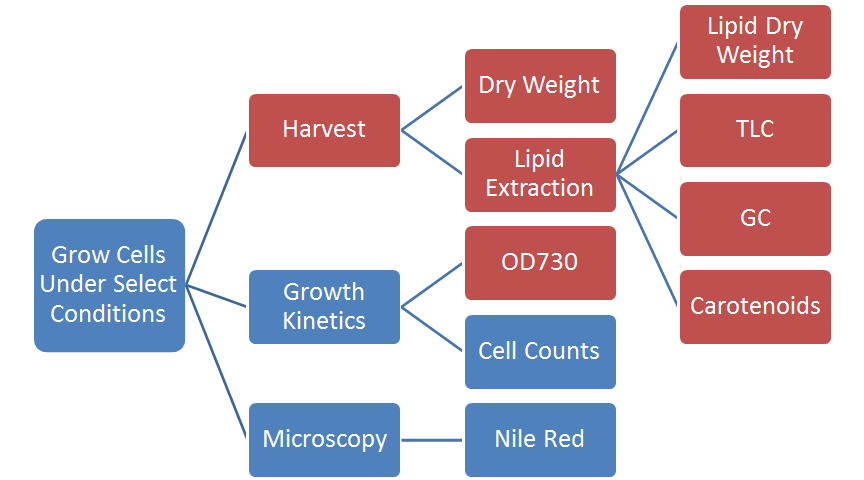 Grow Cells
Under Select
Conditions
Harvest
Growth
Kinetics
Microscopy
Dry Weight
Lipid
Extraction
OD730
Cell Counts
Nile Red
Lipid Dry
Weight
TLC
GC
Carotenoids